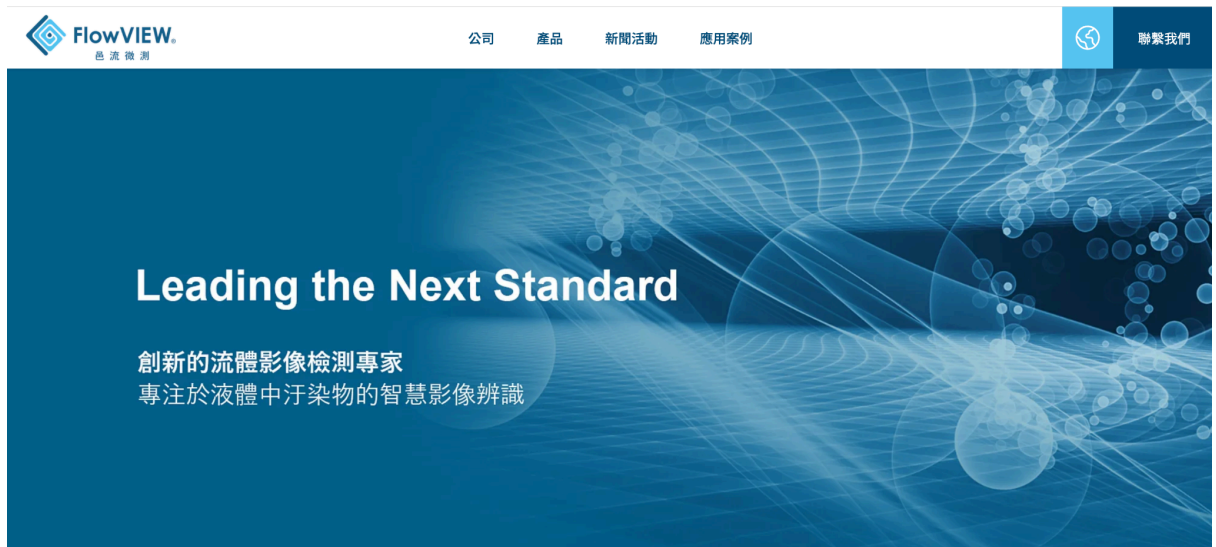 FlowVIEW®
邑流微測
公司 產品 新聞活動 應用案例
聯繫我們
Leading the Next Standard
創新的流體影像檢測專家
專注於液體中汙染物的智慧影像辨識